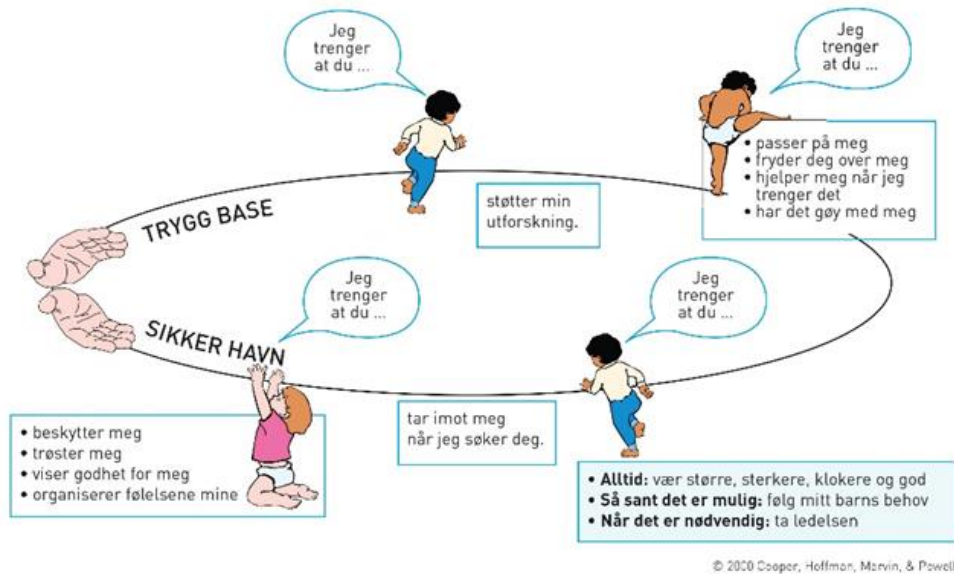 Jeg
trenger
at du ...
Jeg
trenger
at du ...
• passer på meg
• fryder deg over meg
• hjelper meg når jeg
trenger det
• har det gøy med meg
støtter min
utforskning.
TRYGG BASE
SIKKER HAVN
Jeg
trenger
at du ...
Jeg
trenger
at du ...
tar imot meg
når jeg søker deg.
• beskytter meg
• trøster meg
• viser godhet for meg
• organiserer følelsene mine
• Alltid: vær større, sterkere, klokere og god
• Så sant det er mulig: følg mitt barns behov
• Når det er nødvendig: ta ledelsen
© 2000 Cooper, Hoffman, Marvin, & Powell